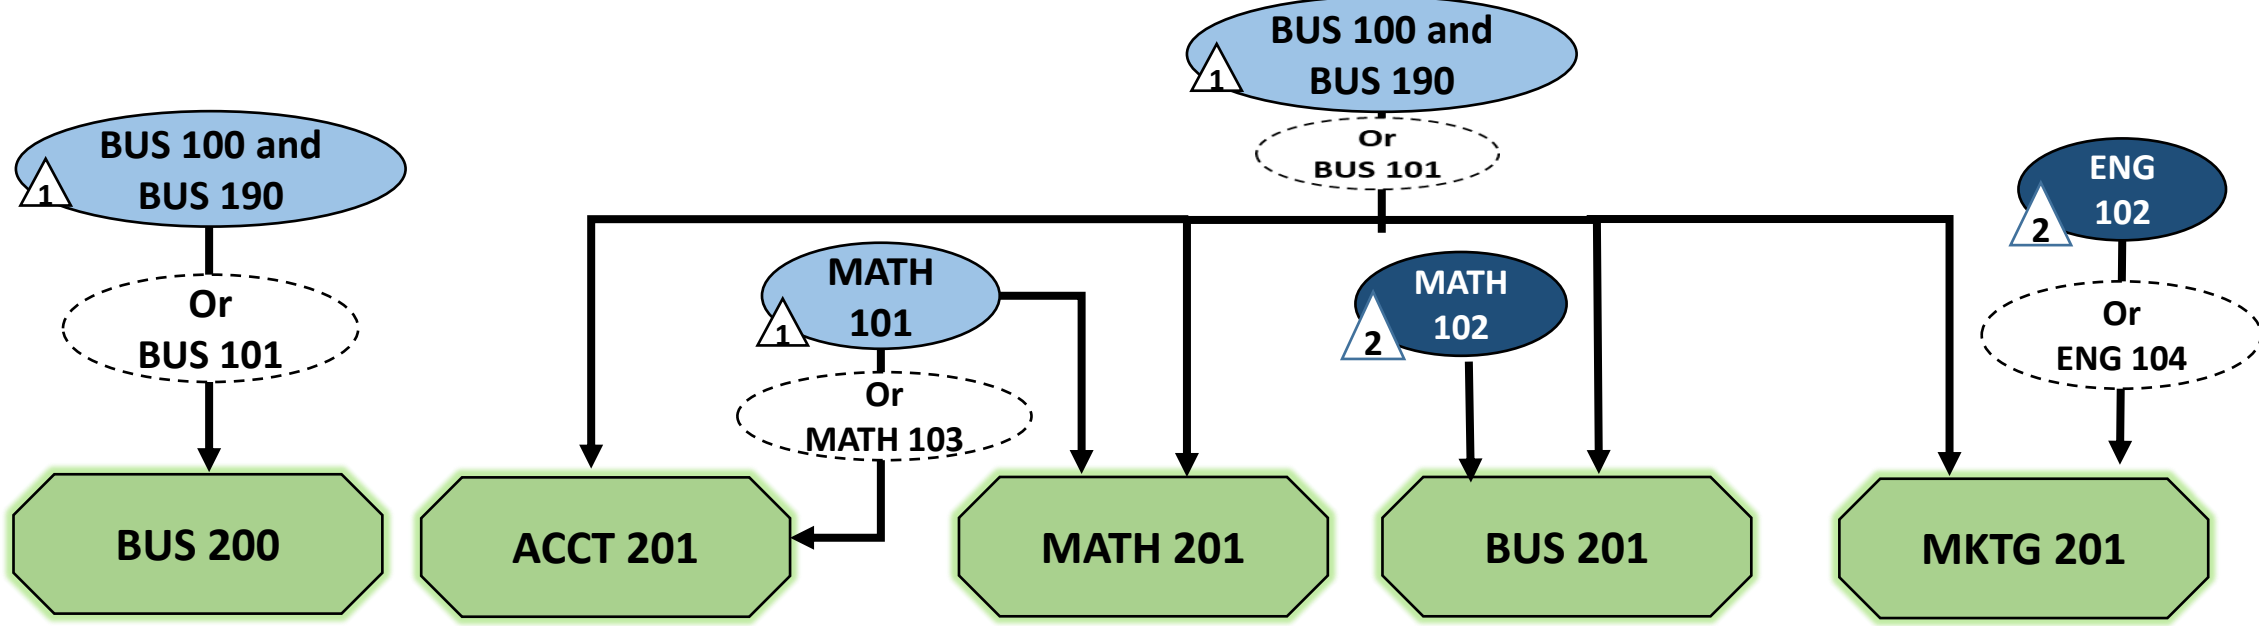 BUS 100 and
BUS 190
1
Or
BUS 101
BUS 100 and
BUS 190
1
Or
BUS 101
MATH
101
1
Or
MATH 103
MATH
102
2
ENG
102
2
Or
ENG 104
BUS 200
ACCT 201
MATH 201
BUS 201
MKTG 201